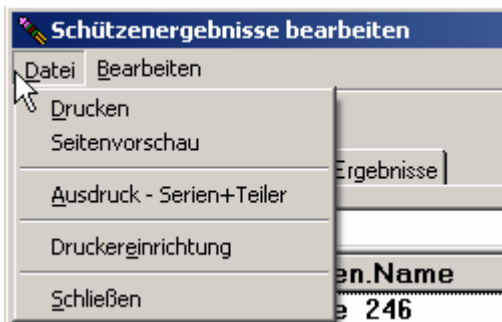 Schützenergebnisse bearbeiten
Datei Bearbeiten
Drucken
Seitenvorschau
Ergebnisse
Ausdruck - Serien+Teiler
Druckereinrichtung
en.Name
Schließen
e 246